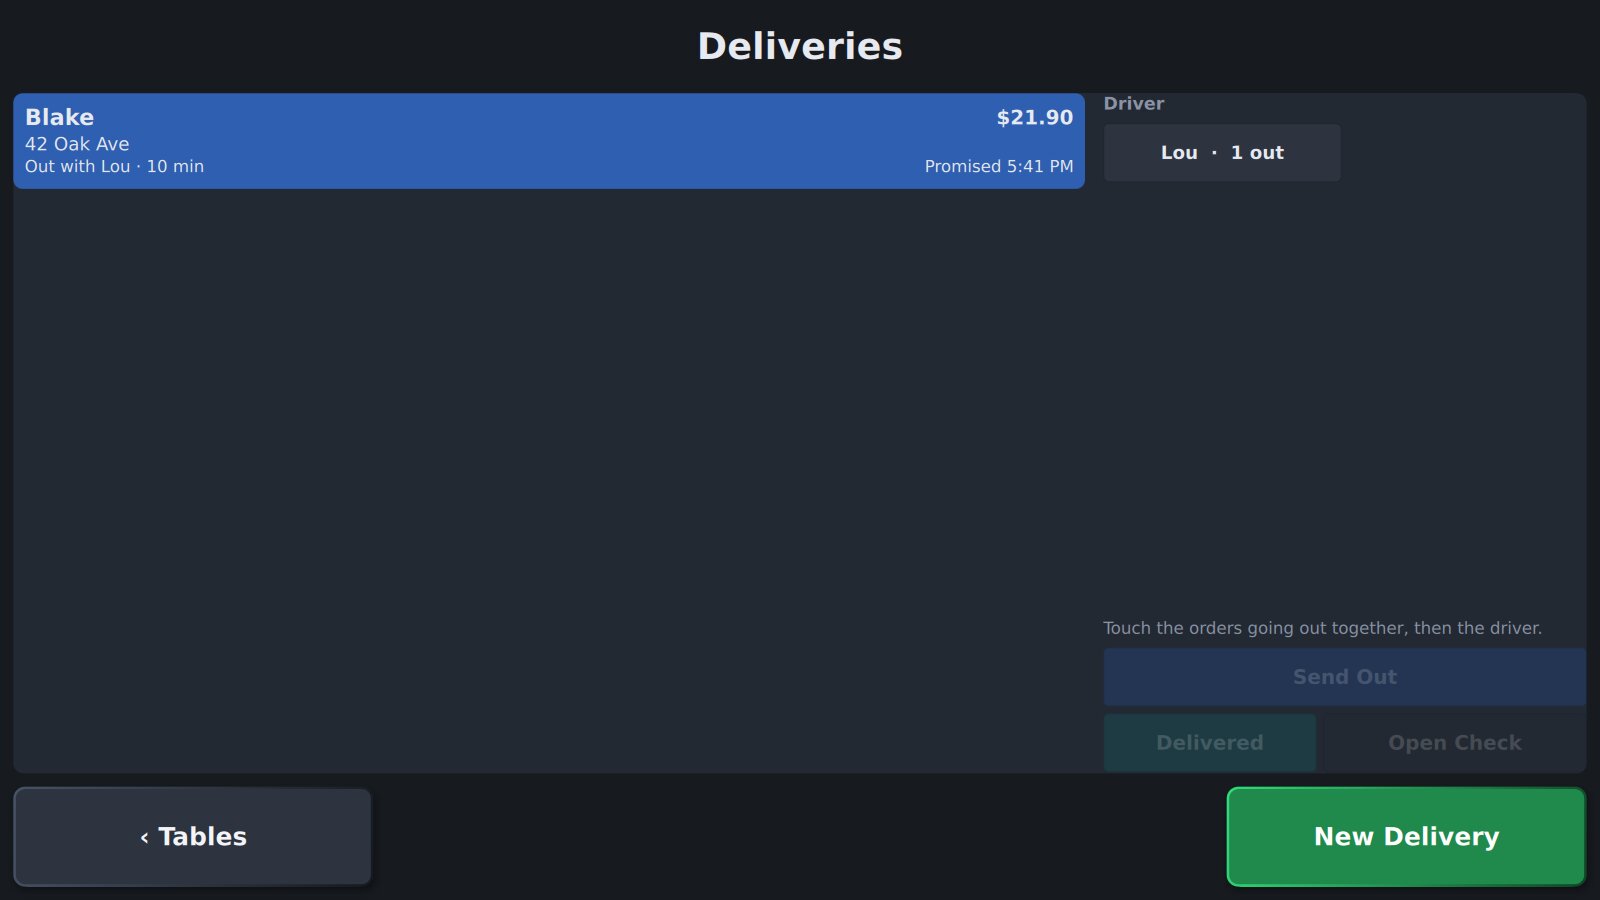 Deliveries
Blake
$21.90
42 Oak Ave
Out with Lou · 10 min
Promised 5:41 PM
Driver
Lou · 1 out
Touch the orders going out together, then the driver.
Send Out
Delivered
Open Check
‹ Tables
New Delivery